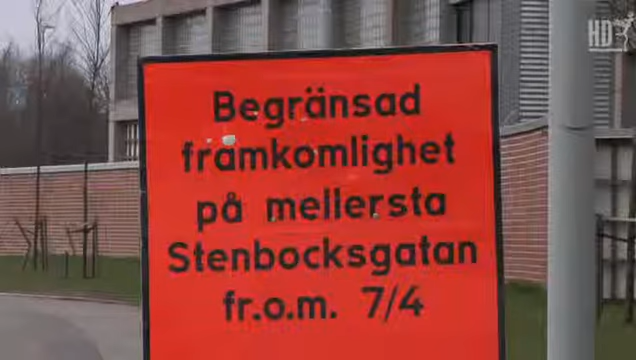 HD
Begränsad
framkomlighet
på mellersta
Stenbocksgatan
fr.o.m. 7/4